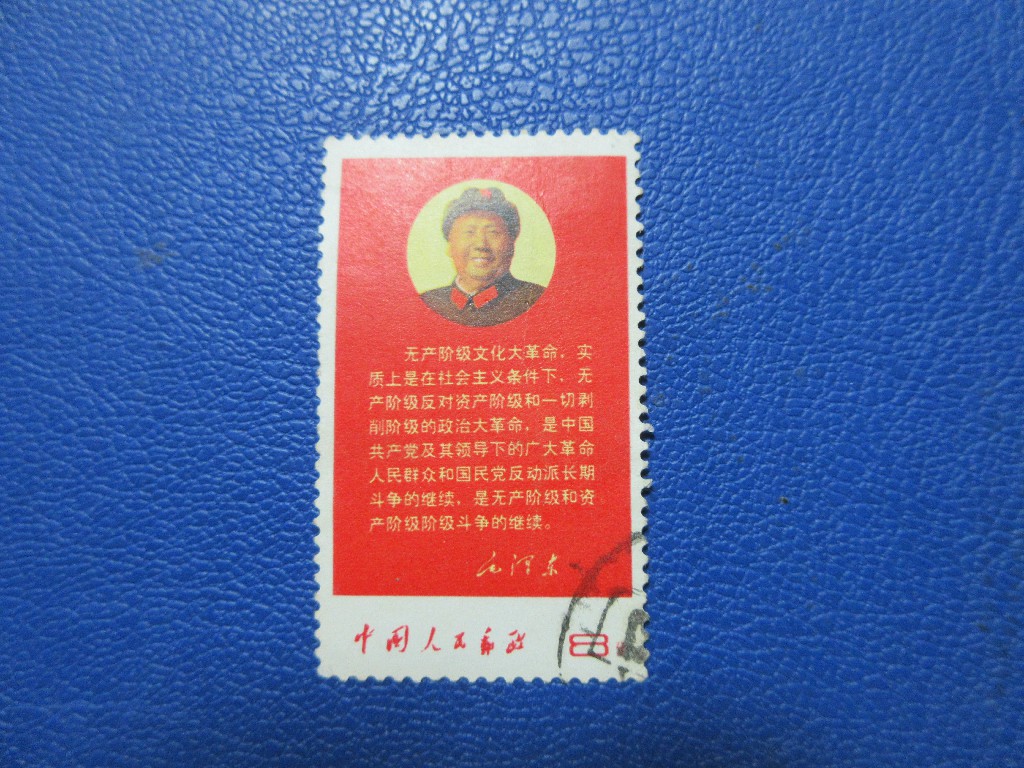 无产阶级文化大革命，实
质上是在社会主义条件下，无
产阶级反对资产阶级和一切剥
削阶级的政治大革命，是中国
共产党及其领导下的广大革命
人民群众和国民党反动派长期
斗争的继续，是无产阶级和资
产阶级阶级斗争的继续。
毛泽东
中国人民邮政 8